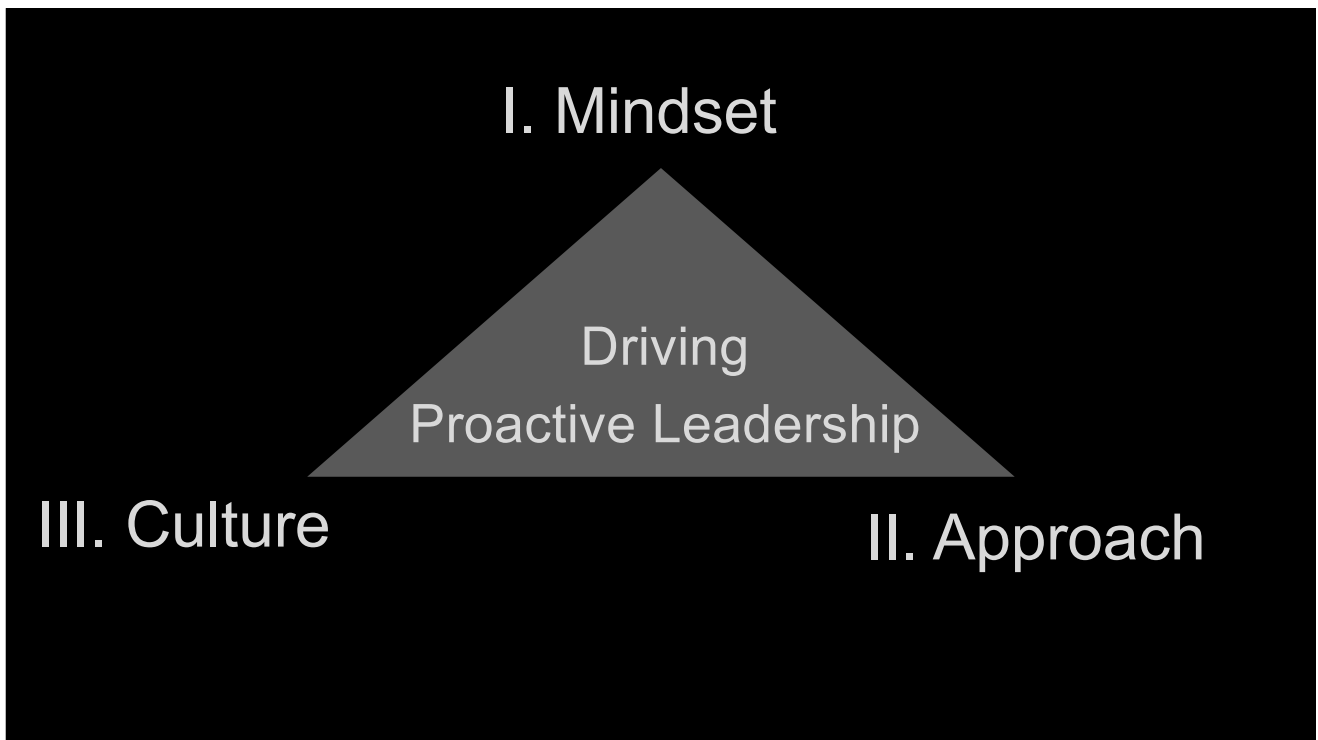 I. Mindset
Driving
Proactive Leadership
III. Culture
II. Approach